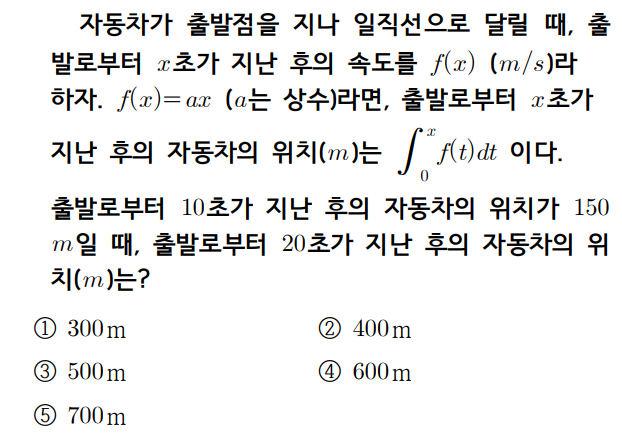 자동차가 출발점을 지나 일직선으로 달릴 때, 출
발로부터 x초가 지난 후의 속도를 f(x) (m/s)라
하자. f(x)=ax (a는 상수)라면, 출발로부터 x초가
지난 후의 자동차의 위치(m)는 ∫₀ˣ f(t)dt 이다.
출발로부터 10초가 지난 후의 자동차의 위치가 150
m일 때, 출발로부터 20초가 지난 후의 자동차의 위
치(m)는?
① 300m ② 400m
③ 500m ④ 600m
⑤ 700m